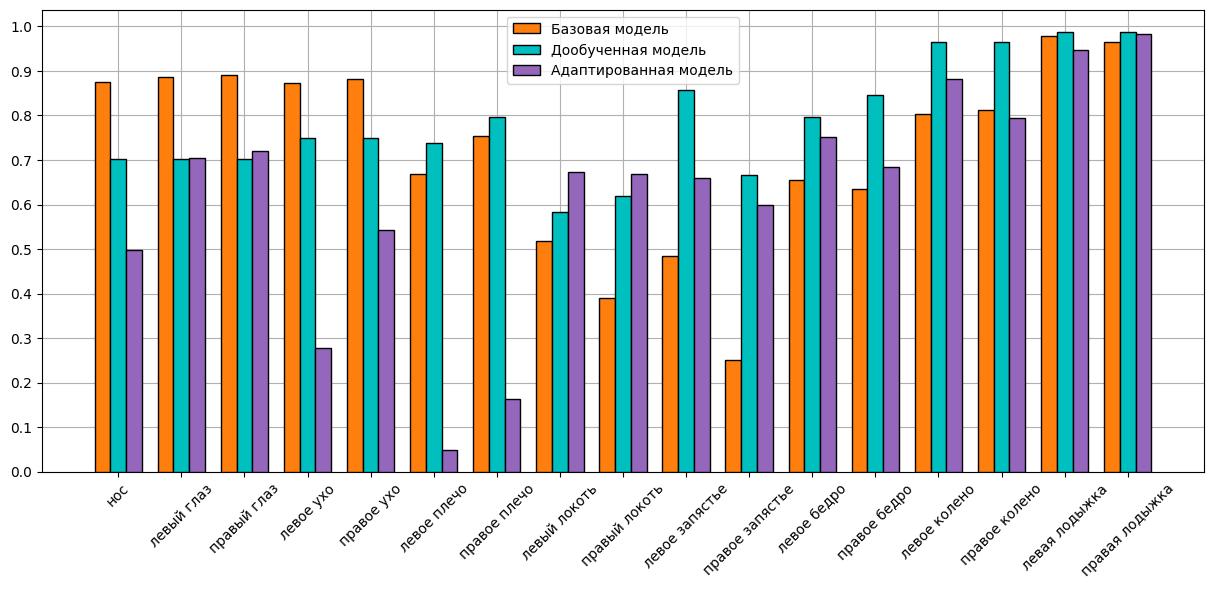 Базовая модель
Дообученная модель
Адаптированная модель
1.0
0.9
0.8
0.7
0.6
0.5
0.4
0.3
0.2
0.1
0.0
нос
левый глаз
правый глаз
левое ухо
правое ухо
левое плечо
правое плечо
левый локоть
правый локоть
левое запястье
правое запястье
левое бедро
правое бедро
левое колено
правое колено
левая лодыжка
правая лодыжка